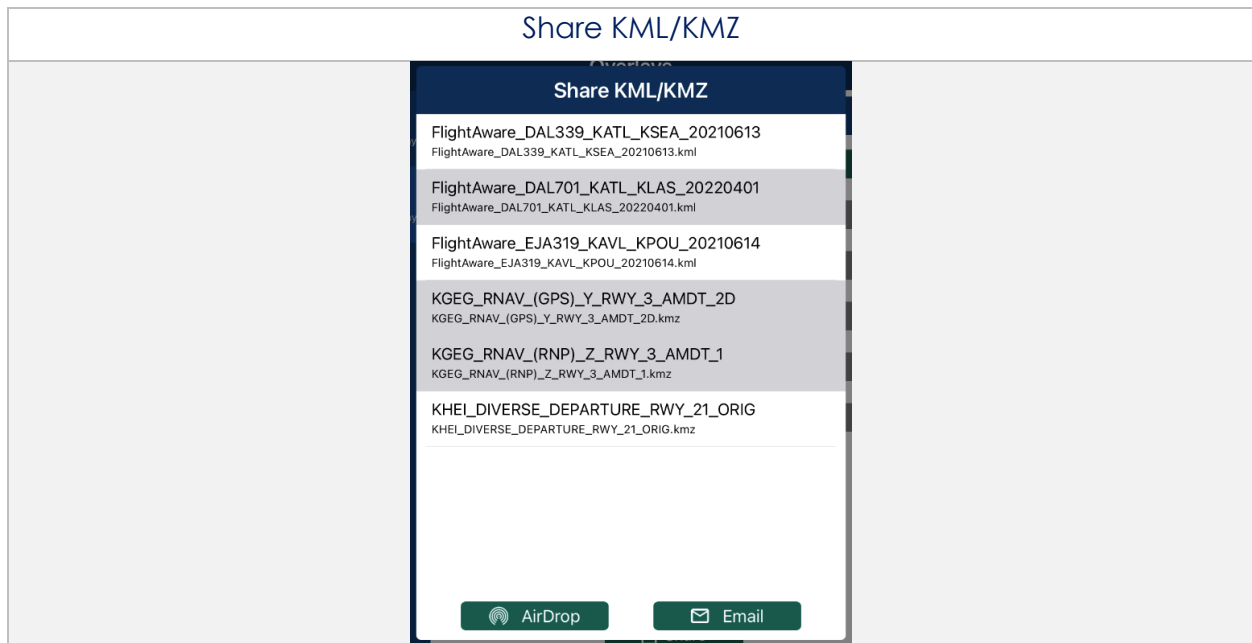 Share KML/KMZ
Overlays
Share KML/KMZ
FlightAware_DAL339_KATL_KSEA_20210613
FlightAware_DAL339_KATL_KSEA_20210613.kml
FlightAware_DAL701_KATL_KLAS_20220401
FlightAware_DAL701_KATL_KLAS_20220401.kml
FlightAware_EJA319_KAVL_KPOU_20210614
FlightAware_EJA319_KAVL_KPOU_20210614.kml
KGEG_RNAV_(GPS)_Y_RWY_3_AMDT_2D
KGEG_RNAV_(GPS)_Y_RWY_3_AMDT_2D.kmz
KGEG_RNAV_(RNP)_Z_RWY_3_AMDT_1
KGEG_RNAV_(RNP)_Z_RWY_3_AMDT_1.kmz
KHEI_DIVERSE_DEPARTURE_RWY_21_ORIG
KHEI_DIVERSE_DEPARTURE_RWY_21_ORIG.kmz
AirDrop Email